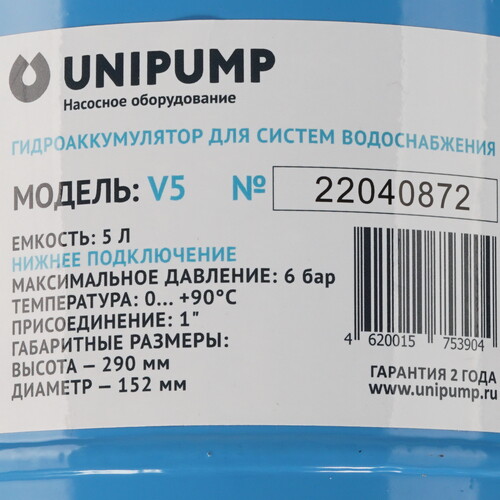 UNIPUMP
Насосное оборудование
ГИДРОАККУМУЛЯТОР ДЛЯ СИСТЕМ ВОДОСНАБЖЕНИЯ
МОДЕЛЬ: V5 № 22040872
ЕМКОСТЬ: 5 Л
НИЖНЕЕ ПОДКЛЮЧЕНИЕ
МАКСИМАЛЬНОЕ ДАВЛЕНИЕ: 6 бар
ТЕМПЕРАТУРА: 0... +90°C
ПРИСОЕДИНЕНИЕ: 1"
ГАБАРИТНЫЕ РАЗМЕРЫ:
ВЫСОТА — 290 мм
ДИАМЕТР — 152 мм
4 620015 753904
ГАРАНТИЯ 2 ГОДА
www.unipump.ru